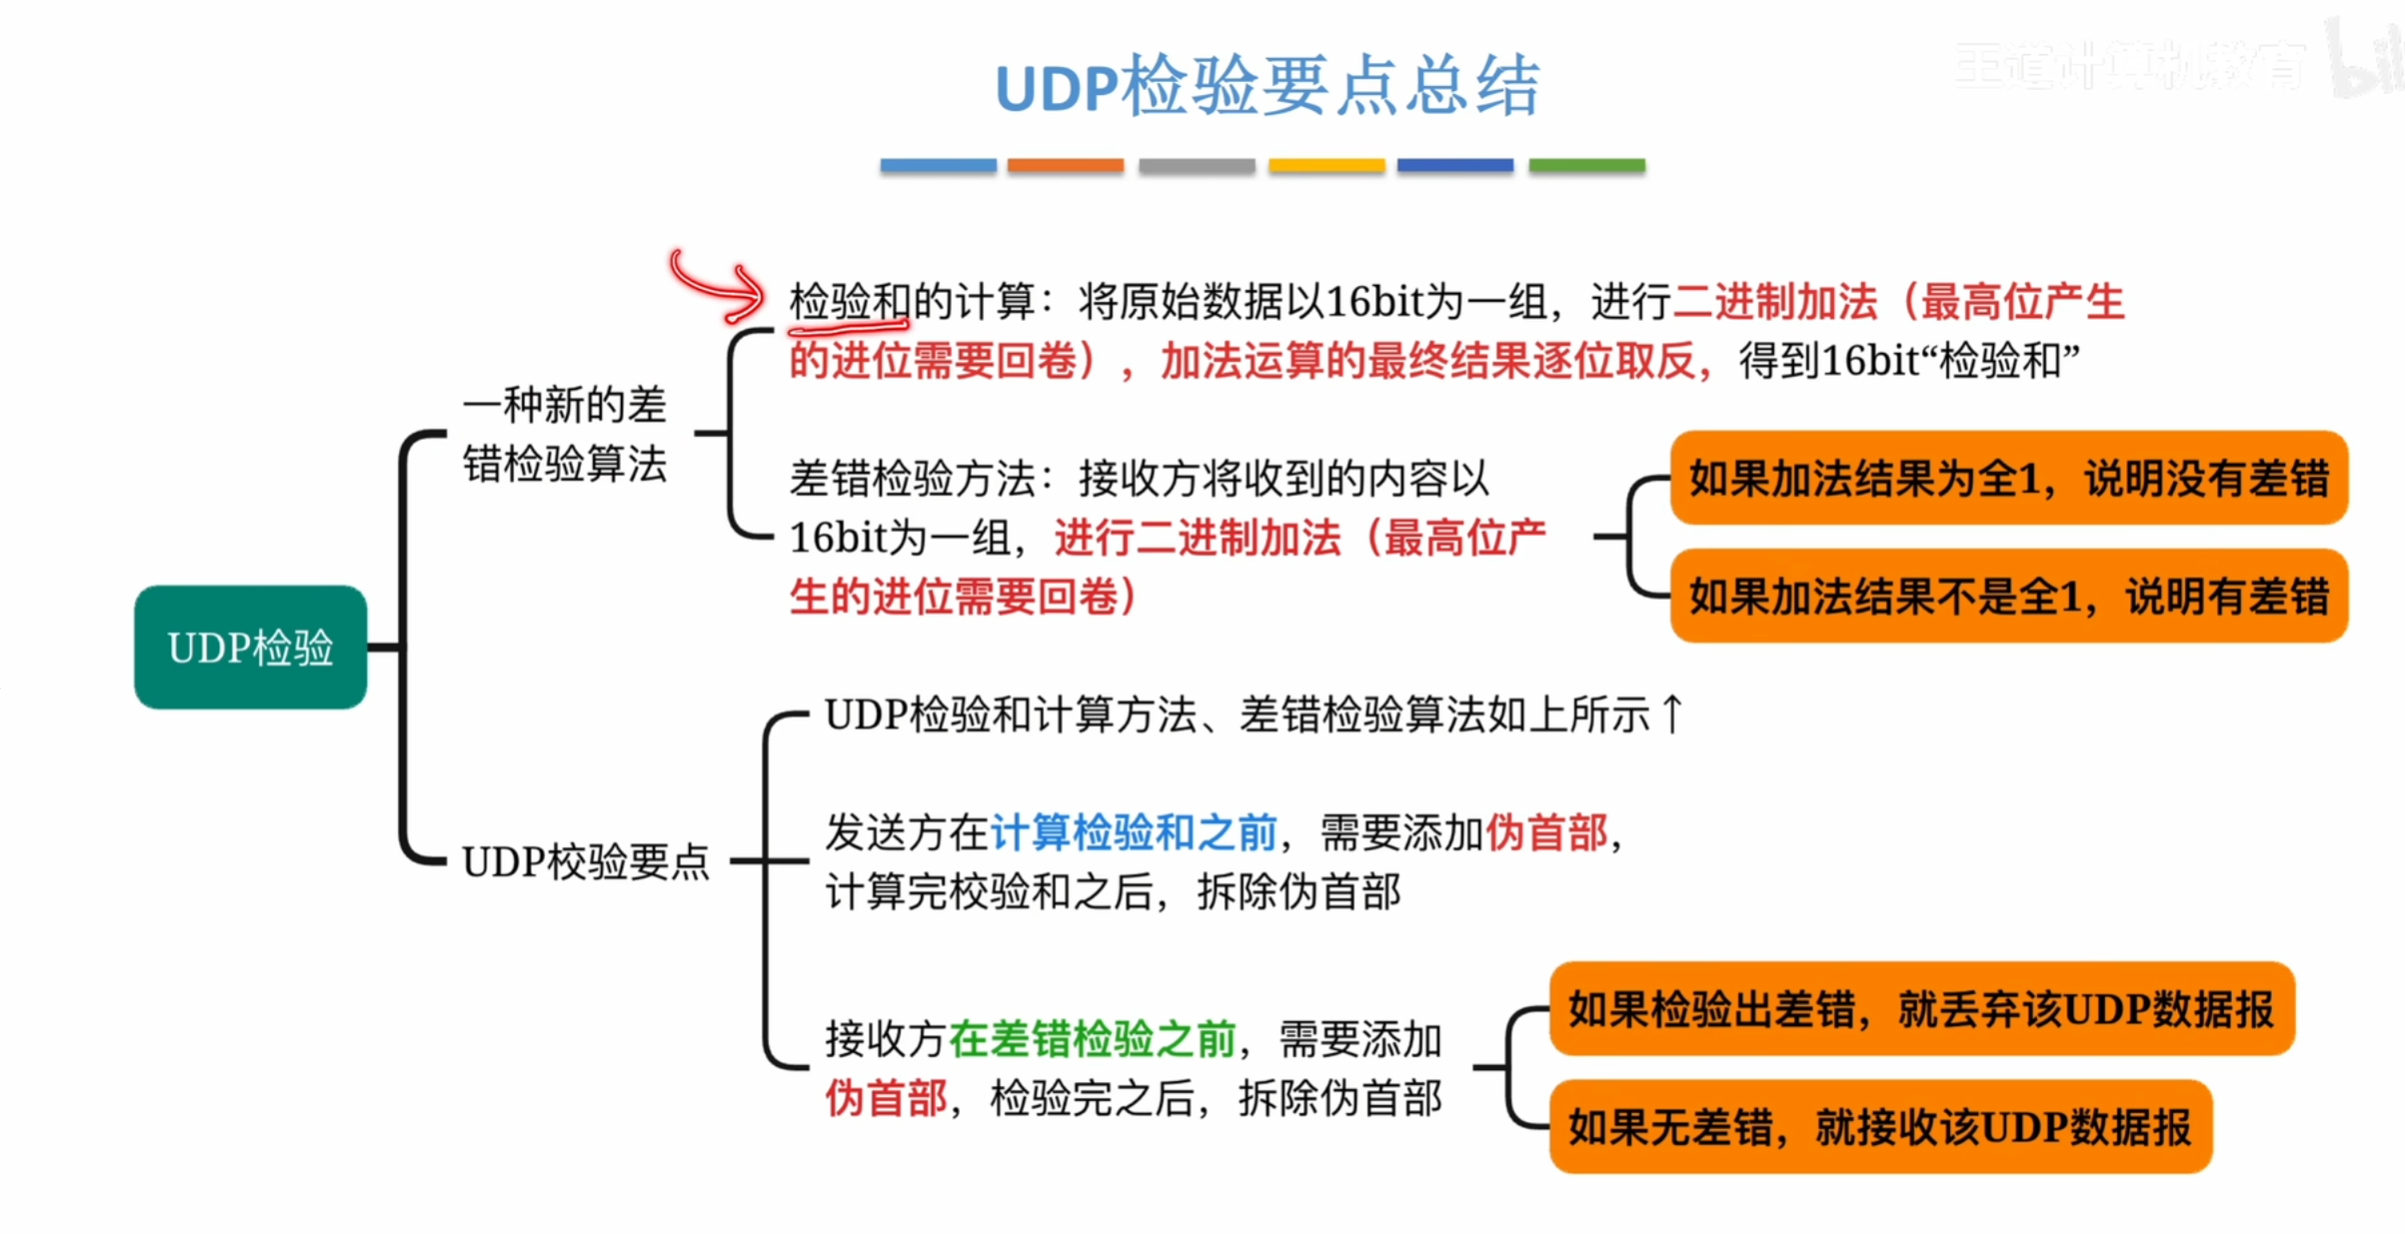 UDP检验要点总结
王道计算机教育
检验和的计算：将原始数据以16bit为一组，进行二进制加法（最高位产生
的进位需要回卷），加法运算的最终结果逐位取反，得到16bit“检验和”
一种新的差
错检验算法
差错检验方法：接收方将收到的内容以
16bit为一组，进行二进制加法（最高位产
生的进位需要回卷）
如果加法结果为全1，说明没有差错
如果加法结果不是全1，说明有差错
UDP检验
UDP校验要点
UDP检验和计算方法、差错检验算法如上所示↑
发送方在计算检验和之前，需要添加伪首部，
计算完校验和之后，拆除伪首部
接收方在差错检验之前，需要添加
伪首部，检验完之后，拆除伪首部
如果检验出差错，就丢弃该UDP数据报
如果无差错，就接收该UDP数据报